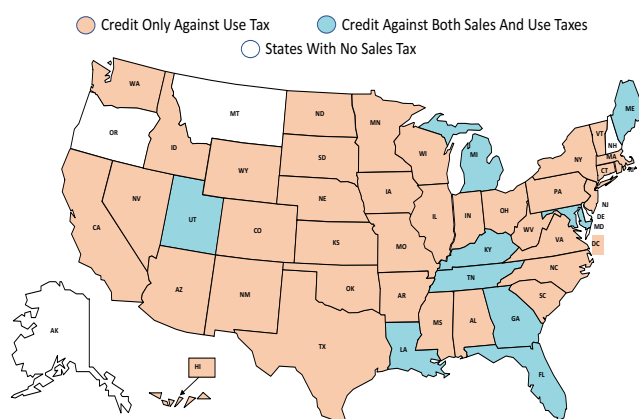 Credit Only Against Use Tax
Credit Against Both Sales And Use Taxes
States With No Sales Tax
WA
MT
ND
MN
ME
OR
ID
SD
WI
MI
VT
NH
NY
MA
CT
RI
WY
IA
PA
NJ
NV
UT
NE
IL
IN
OH
DE
MD
CA
CO
KS
MO
KY
WV
VA
DC
AZ
NM
OK
AR
TN
NC
SC
MS
AL
GA
TX
LA
FL
AK
HI